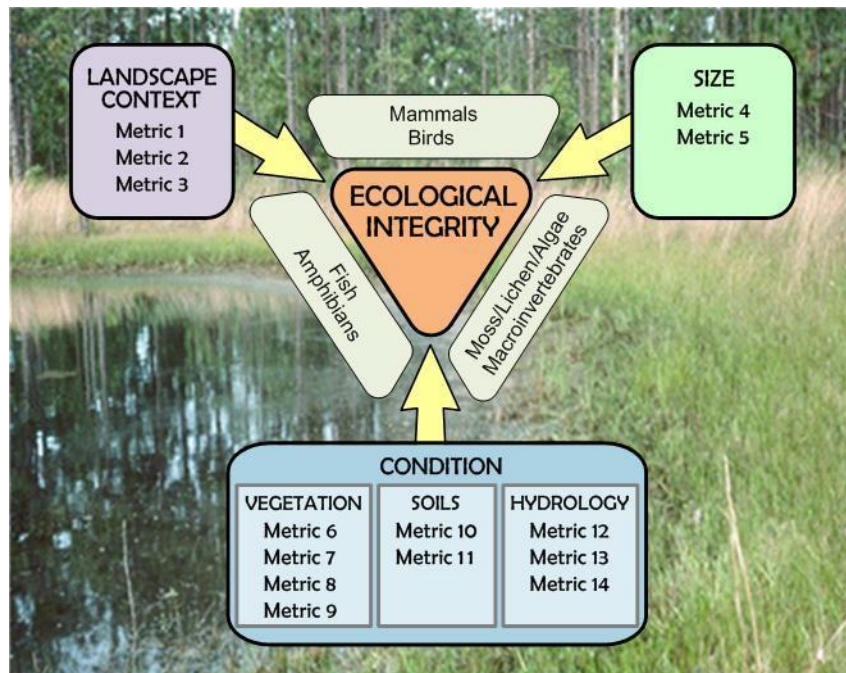 LANDSCAPE
CONTEXT
Metric 1
Metric 2
Metric 3
SIZE
Metric 4
Metric 5
Mammals
Birds
ECOLOGICAL
INTEGRITY
Fish
Amphibians
Moss/Lichen/Algae
Macroinvertebrates
CONDITION
VEGETATION
Metric 6
Metric 7
Metric 8
Metric 9
SOILS
Metric 10
Metric 11
HYDROLOGY
Metric 12
Metric 13
Metric 14